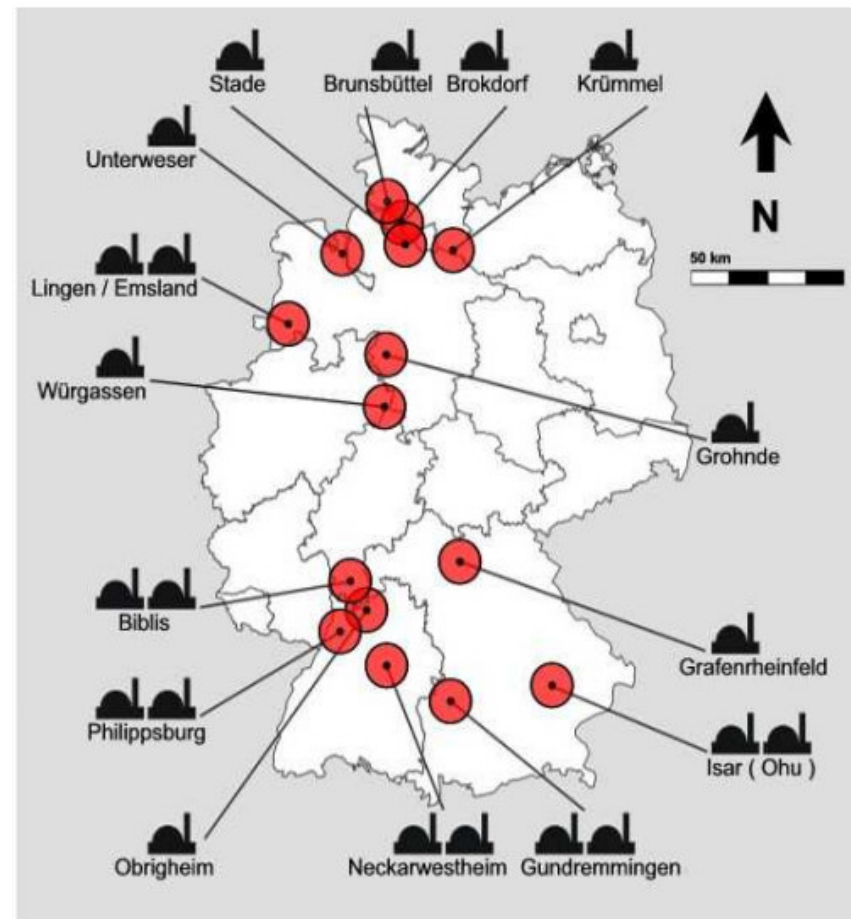 Stade
Brunsbüttel
Brokdorf
Krümmel
Unterweser
N
50 km
Lingen / Emsland
Würgassen
Grohnde
Biblis
Grafenrheinfeld
Philippsburg
Isar ( Ohu )
Obrigheim
Neckarwestheim
Gundremmingen